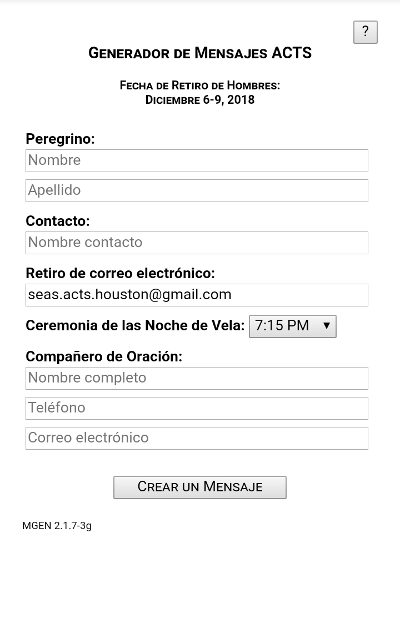 ?
Generador de Mensajes ACTS
Fecha de Retiro de Hombres:
Diciembre 6-9, 2018
Peregrino:
Nombre
Apellido
Contacto:
Nombre contacto
Retiro de correo electrónico:
seas.acts.houston@gmail.com
Ceremonia de las Noche de Vela: 7:15 PM
Compañero de Oración:
Nombre completo
Teléfono
Correo electrónico
Crear un Mensaje
MGEN 2.1.7-3g